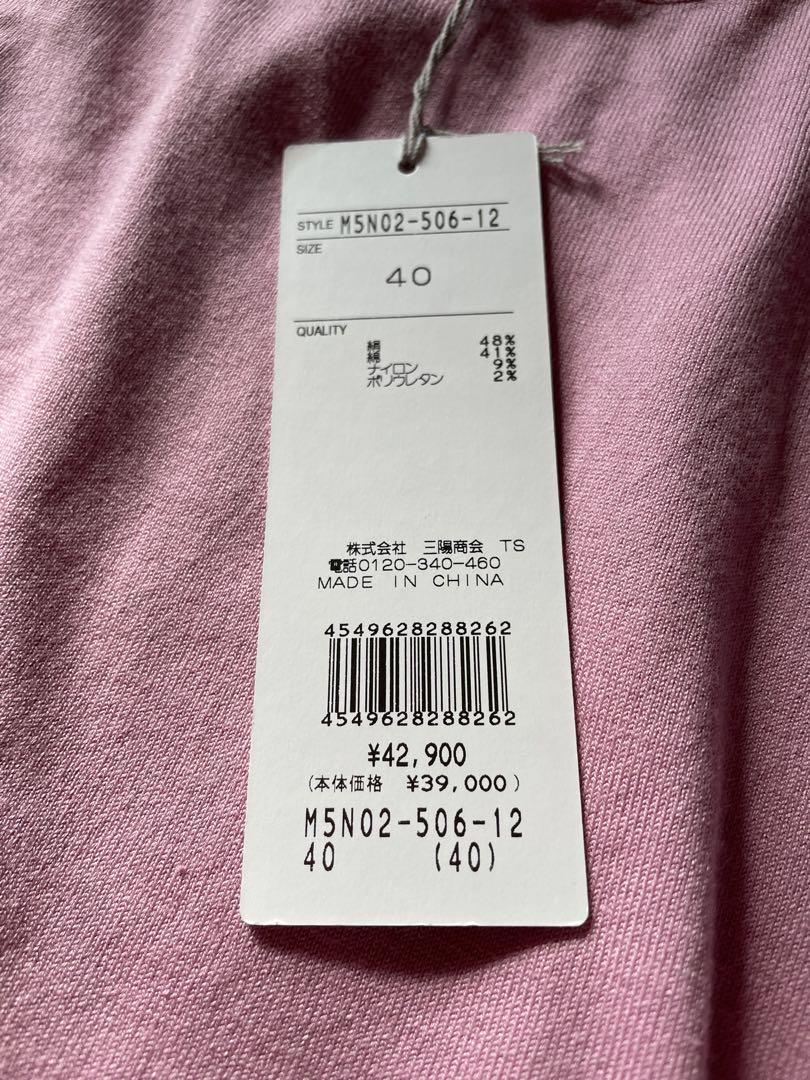 STYLE M5N02-506-12
SIZE
40
QUALITY
絹 48%
綿 41%
ナイロン 9%
ポリウレタン 2%
株式会社 三陽商会 TS
電話0120-340-460
MADE IN CHINA
4549628288262
4549628288262
¥42,900
(本体価格 ¥39,000)
M5N02-506-12
40 (40)